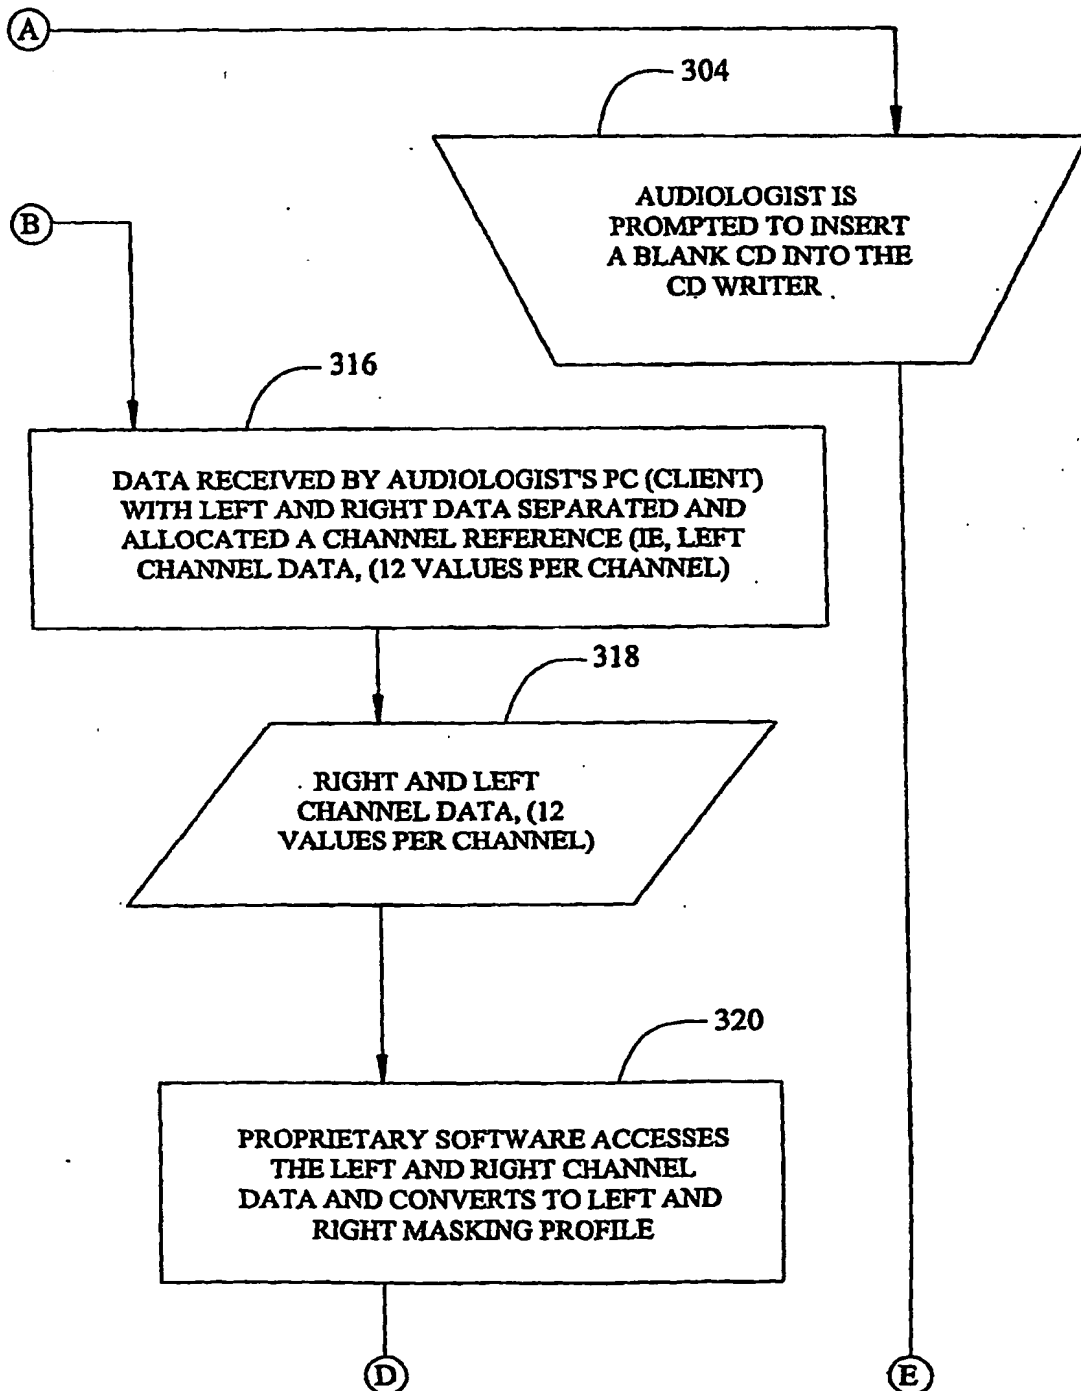 A
304
AUDIOLOGIST IS
PROMPTED TO INSERT
A BLANK CD INTO THE
CD WRITER
B
316
DATA RECEIVED BY AUDIOLOGIST'S PC (CLIENT)
WITH LEFT AND RIGHT DATA SEPARATED AND
ALLOCATED A CHANNEL REFERENCE (IE, LEFT
CHANNEL DATA, (12 VALUES PER CHANNEL)
318
RIGHT AND LEFT
CHANNEL DATA, (12
VALUES PER CHANNEL)
320
PROPRIETARY SOFTWARE ACCESSES
THE LEFT AND RIGHT CHANNEL
DATA AND CONVERTS TO LEFT AND
RIGHT MASKING PROFILE
D
E